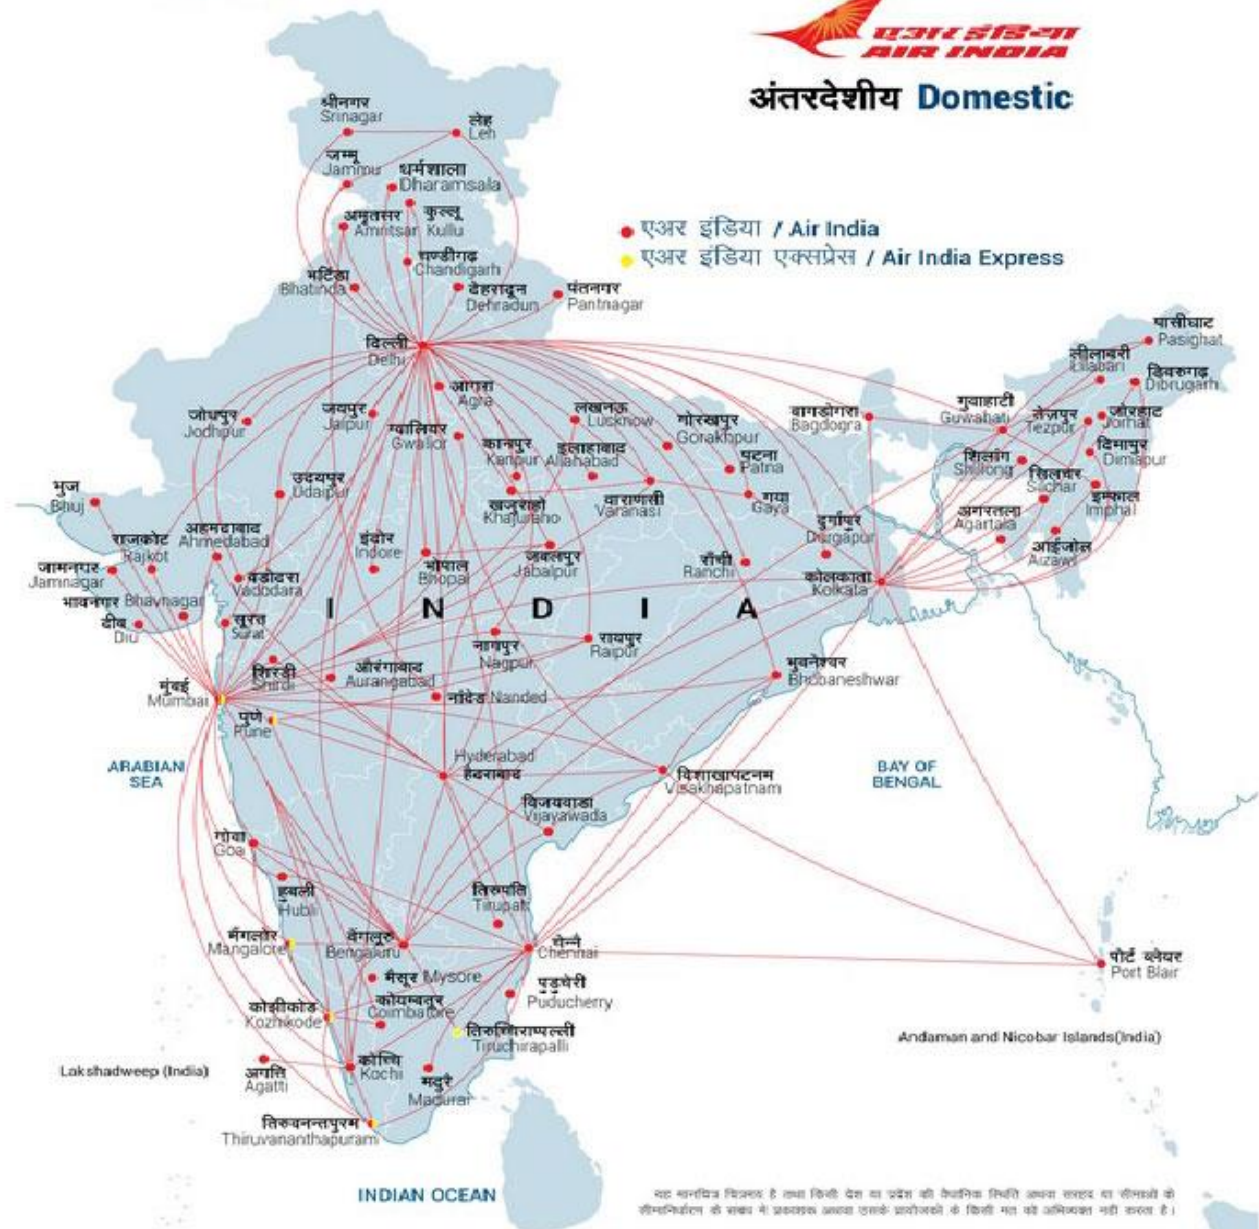 एअर इंडिया
AIR INDIA
अंतरदेशीय Domestic
श्रीनगर
Srinagar
लेह
Leh
जम्मू
Jammu
धर्मशाला
Dharamsala
अमृतसर
Amritsar
कुल्लू
Kullu
एअर इंडिया / Air India
एअर इंडिया एक्सप्रेस / Air India Express
चण्डीगढ़
Chandigarh
भटिंडा
Bhatinda
देहरादून
Dehradun
पंतनगर
Pantnagar
पासीघाट
Pasighat
दिल्ली
Delhi
लीलाबरी
Lilabari
डिबरुगढ़
Dibrugarh
आगरा
Agra
जोधपुर
Jodhpur
जयपुर
Jaipur
ग्वालियर
Gwalior
लखनऊ
Lucknow
गोरखपुर
Gorakhpur
बागडोगरा
Bagdogra
गुवाहाटी
Guwahati
तेज़पुर
Tezpur
जोरहाट
Jorhat
कानपुर
Kanpur
इलाहाबाद
Allahabad
पटना
Patna
शिलांग
Shillong
दिमापुर
Dimapur
सिलचर
Silchar
भुज
Bhuj
उदयपुर
Udaipur
खजुराहो
Khajuraho
वाराणसी
Varanasi
गया
Gaya
इम्फाल
Imphal
अगरतला
Agartala
राजकोट
Rajkot
अहमदाबाद
Ahmedabad
इंदौर
Indore
भोपाल
Bhopal
जबलपुर
Jabalpur
राँची
Ranchi
दुर्गापुर
Durgapur
आईजोल
Aizawl
जामनगर
Jamnagar
वडोदरा
Vadodara
कोलकाता
Kolkata
भावनगर Bhavnagar
दीव
Diu
सूरत
Surat
I N D I A
नागपुर
Nagpur
रायपुर
Raipur
शिरडी
Shirdi
औरंगाबाद
Aurangabad
भुवनेश्वर
Bhubaneshwar
मुंबई
Mumbai
नांदेड Nanded
पुणे
Pune
Hyderabad
हैदराबाद
ARABIAN
SEA
विशाखापटनम
Visakhapatnam
BAY OF
BENGAL
विजयवाडा
Vijayawada
गोवा
Goa
हुबली
Hubli
तिरुपति
Tirupati
मैंगलोर
Mangalore
बेंगलुरु
Bengaluru
चेन्नै
Chennai
पोर्ट ब्लेयर
Port Blair
मैसूर Mysore
पुडुचेरी
Puducherry
कोझीकोड
Kozhikode
कोयम्बतूर
Coimbatore
तिरुच्चिराप्पल्ली
Tiruchirapalli
Andaman and Nicobar Islands(India)
Lakshadweep (India)
अगत्ति
Agatti
कोच्चि
Kochi
मदुरै
Madurai
तिरुवनन्तपुरम
Thiruvananthapuram
INDIAN OCEAN